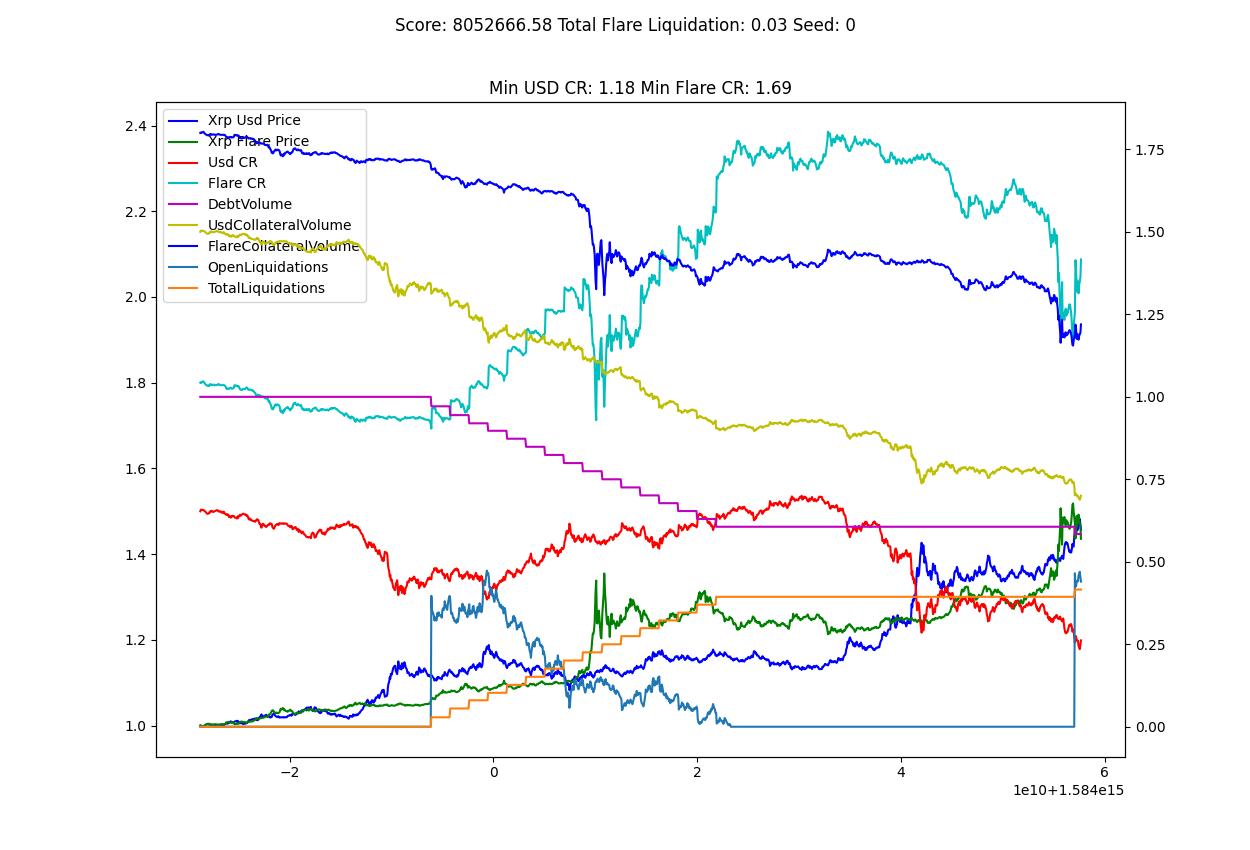 Score: 8052666.58 Total Flare Liquidation: 0.03 Seed: 0
Min USD CR: 1.18 Min Flare CR: 1.69
Xrp Usd Price
Xrp Flare Price
Usd CR
Flare CR
DebtVolume
UsdCollateralVolume
FlareCollateralVolume
OpenLiquidations
TotalLiquidations
2.4
2.2
2.0
1.8
1.6
1.4
1.2
1.0
1.75
1.50
1.25
1.00
0.75
0.50
0.25
0.00
−2
0
2
4
6
1e10+1.584e15